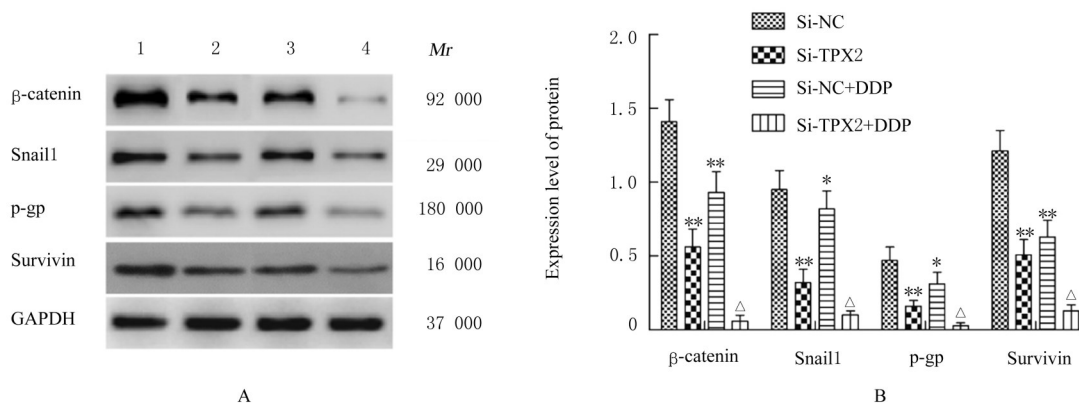 1 2 3 4 Mr
β-catenin 92 000
Snail1 29 000
p-gp 180 000
Survivin 16 000
GAPDH 37 000
A
Si-NC
Si-TPX2
Si-NC+DDP
Si-TPX2+DDP
Expression level of protein
2.0
1.5
1.0
0.5
0
** ** △
** * △
** * △
** ** △
β-catenin Snail1 p-gp Survivin
B